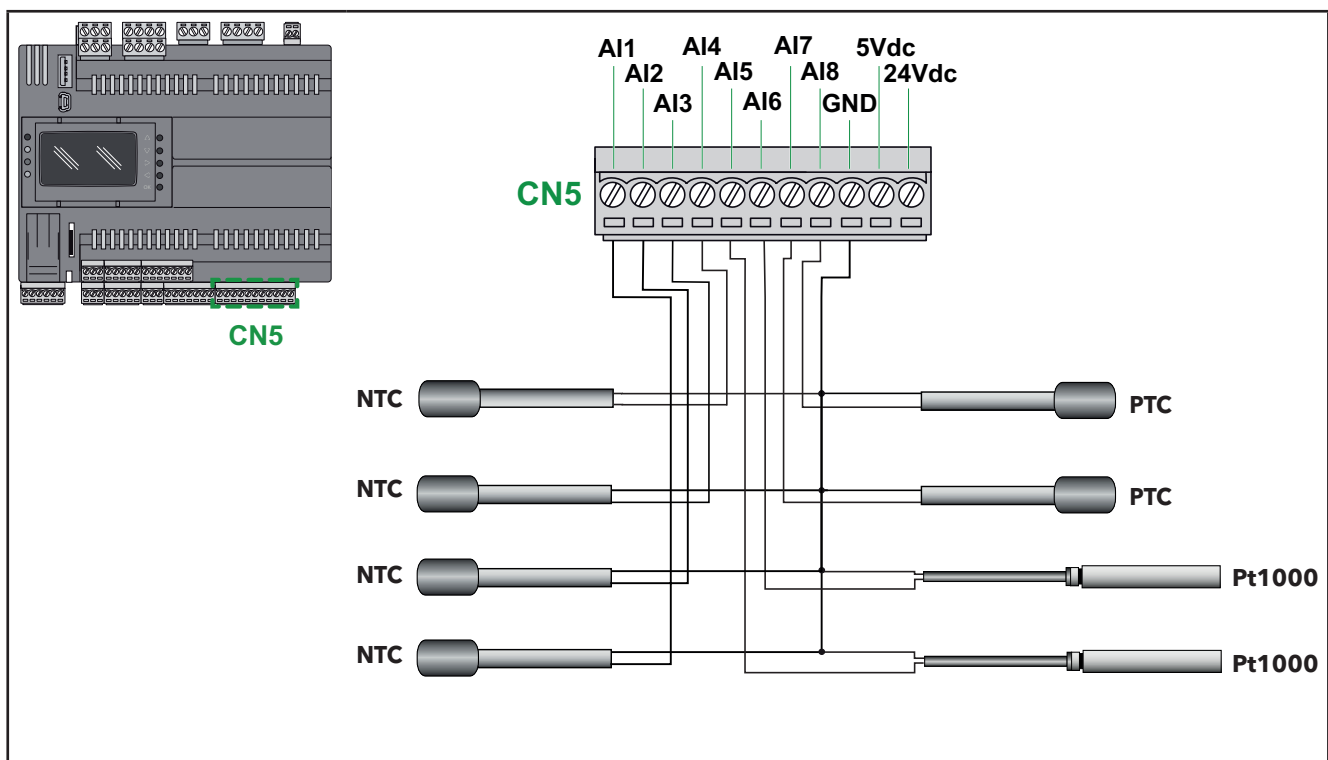 AI1 AI4 AI7 5Vdc
AI2 AI5 AI8 24Vdc
AI3 AI6 GND
CN5
CN5
NTC PTC
NTC PTC
NTC Pt1000
NTC Pt1000